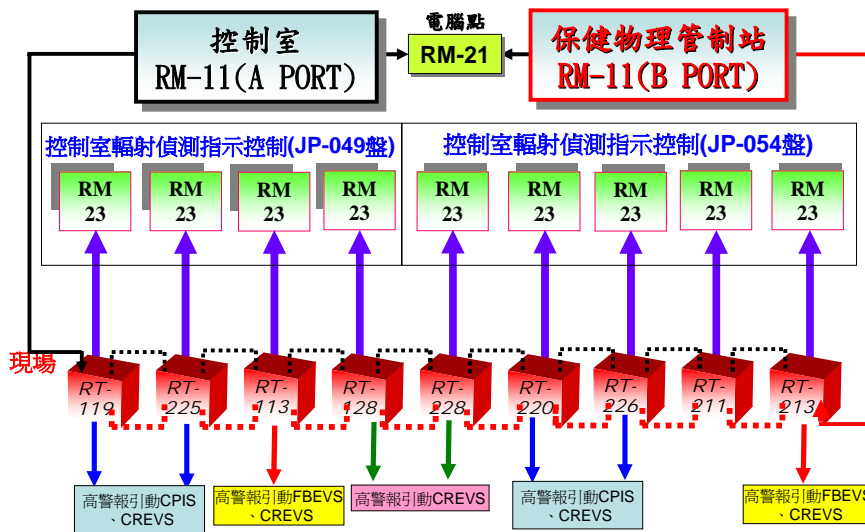 電腦點
控制室
RM-11(A PORT)
RM-21
保健物理管制站
RM-11(B PORT)
控制室輻射偵測指示控制(JP-049盤)
控制室輻射偵測指示控制(JP-054盤)
RM
23
RM
23
RM
23
RM
23
RM
23
RM
23
RM
23
RM
23
RM
23
現場
RT-
119
RT-
225
RT-
113
RT-
128
RT-
228
RT-
220
RT-
226
RT-
211
RT-
213
高警報引動CPIS
、CREVS
高警報引動FBEVS
、CREVS
高警報引動CREVS
高警報引動CPIS
、CREVS
高警報引動FBEVS
、CREVS